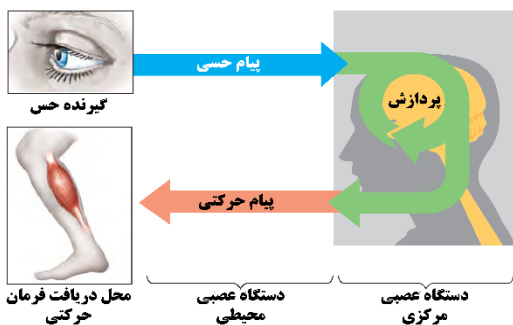 پیام حسی
پردازش
گیرنده حس
پیام حرکتی
محل دریافت فرمان
حرکتی
دستگاه عصبی
محیطی
دستگاه عصبی
مرکزی